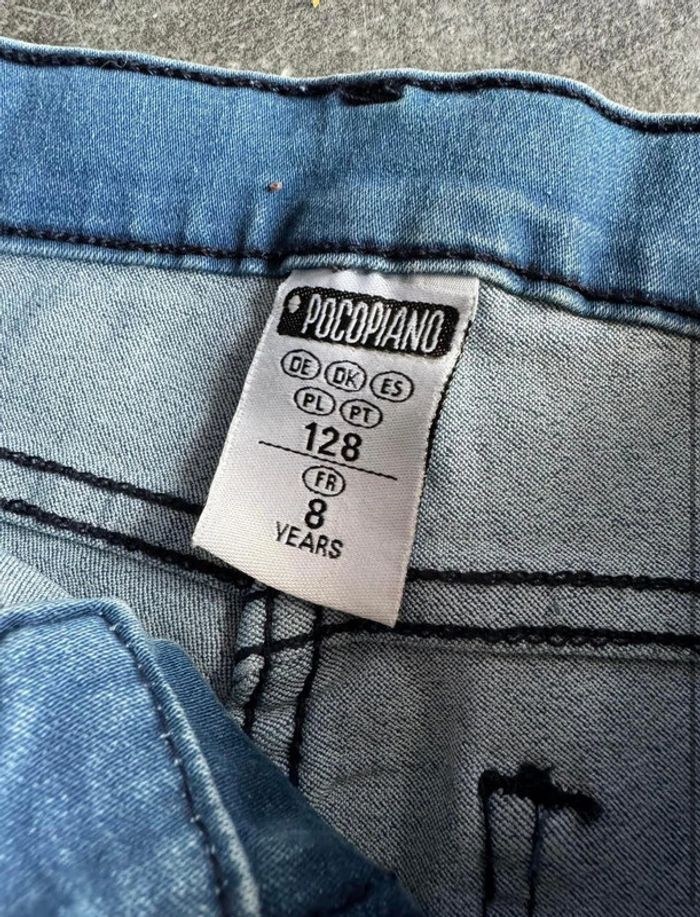 POCOPIANO
DE DK ES
PL PT
128
FR
8
YEARS